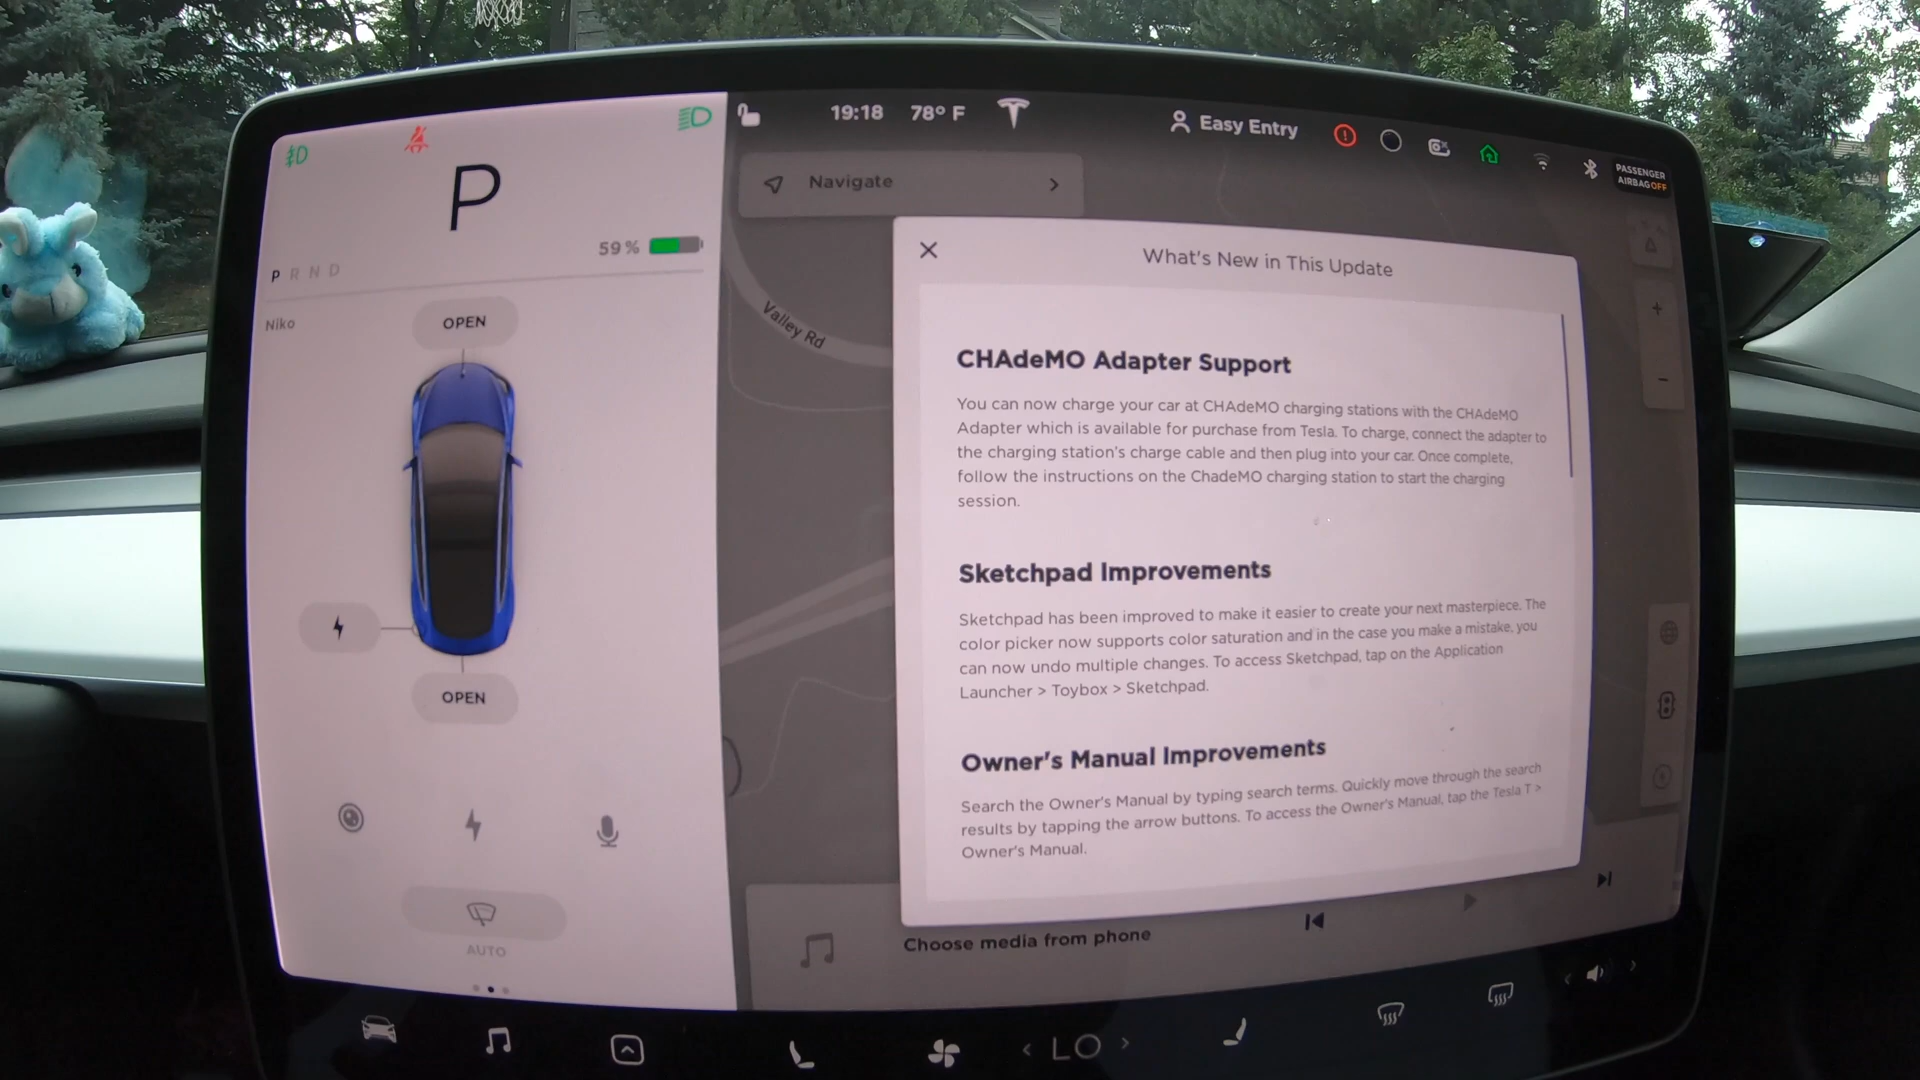 P
59%
P R N D
Niko
OPEN
OPEN
AUTO
19:18 78° F
Easy Entry
PASSENGER
AIRBAG OFF
Navigate
Valley Rd
What's New in This Update
CHAdeMO Adapter Support
You can now charge your car at CHAdeMO charging stations with the CHAdeMO
Adapter which is available for purchase from Tesla. To charge, connect the adapter to
the charging station's charge cable and then plug into your car. Once complete,
follow the instructions on the ChadeMO charging station to start the charging
session.
Sketchpad Improvements
Sketchpad has been improved to make it easier to create your next masterpiece. The
color picker now supports color saturation and in the case you make a mistake, you
can now undo multiple changes. To access Sketchpad, tap on the Application
Launcher > Toybox > Sketchpad.
Owner's Manual Improvements
Search the Owner's Manual by typing search terms. Quickly move through the search
results by tapping the arrow buttons. To access the Owner's Manual, tap the Tesla T >
Owner's Manual.
Choose media from phone
< LO >